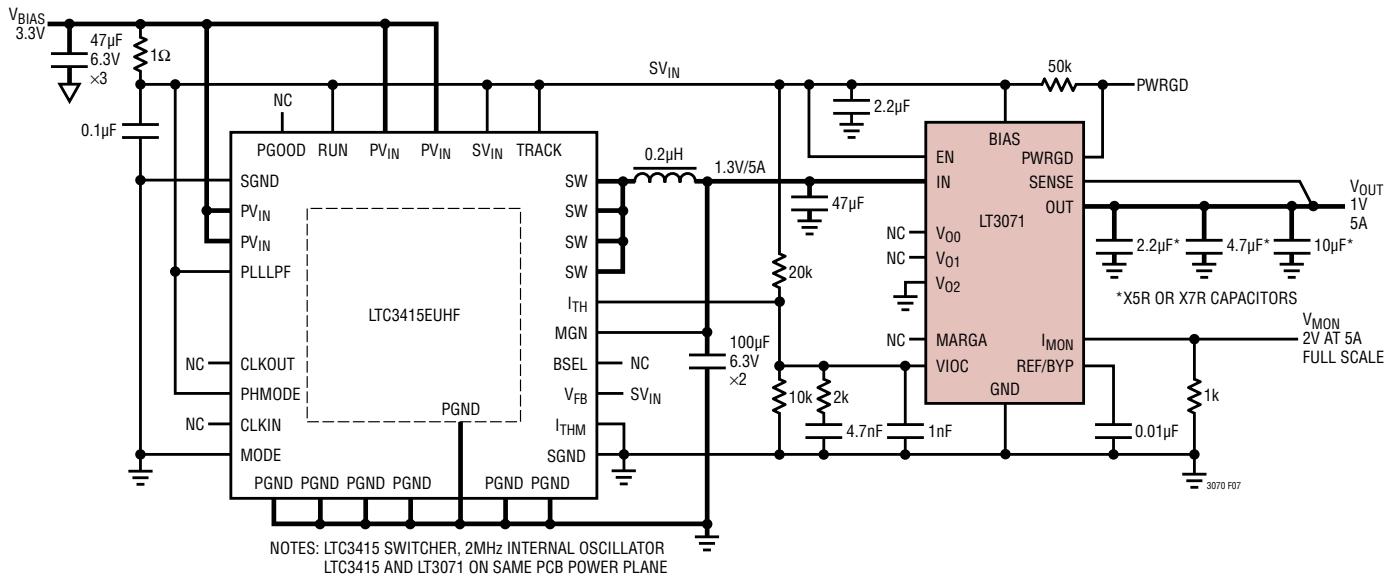 VBIAS
3.3V
47µF
6.3V
×3
1Ω
0.1µF
NC
SVIN
2.2µF
50k
PWRGD
PGOOD RUN PVIN PVIN SVIN TRACK
SGND
PVIN
PVIN
PLLLPF
NC CLKOUT
PHMODE
NC CLKIN
MODE
LTC3415EUHF
PGND
SW
SW
SW
SW
ITH
MGN
BSEL NC
VFB SVIN
ITHM
SGND
PGND PGND PGND PGND PGND PGND
0.2µH
1.3V/5A
47µF
20k
100µF
6.3V
×2
10k
2k
4.7nF
1nF
BIAS
EN
PWRGD
IN
SENSE
OUT
LT3071
NC VO0
NC VO1
VO2
NC MARGA
IMON
VIOC
REF/BYP
GND
VOUT
1V
5A
2.2µF*
4.7µF*
10µF*
*X5R OR X7R CAPACITORS
VMON
2V AT 5A
FULL SCALE
1k
0.01µF
3070 F07
NOTES: LTC3415 SWITCHER, 2MHz INTERNAL OSCILLATOR
LTC3415 AND LT3071 ON SAME PCB POWER PLANE